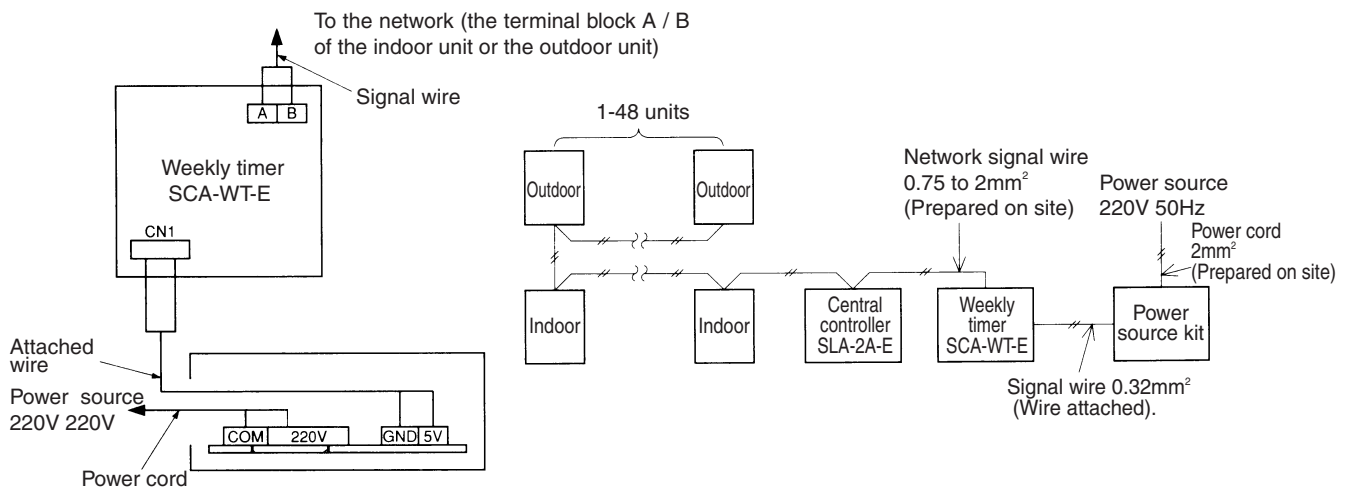 To the network (the terminal block A / B
of the indoor unit or the outdoor unit)
Signal wire
A B
Weekly timer
SCA-WT-E
CN1
Attached
wire
Power source
220V 220V
COM 220V GND 5V
Power cord
1-48 units
Outdoor
Outdoor
Network signal wire
0.75 to 2mm²
(Prepared on site)
Power source
220V 50Hz
Power cord
2mm²
(Prepared on site)
Indoor
Indoor
Central
controller
SLA-2A-E
Weekly
timer
SCA-WT-E
Power
source kit
Signal wire 0.32mm²
(Wire attached).